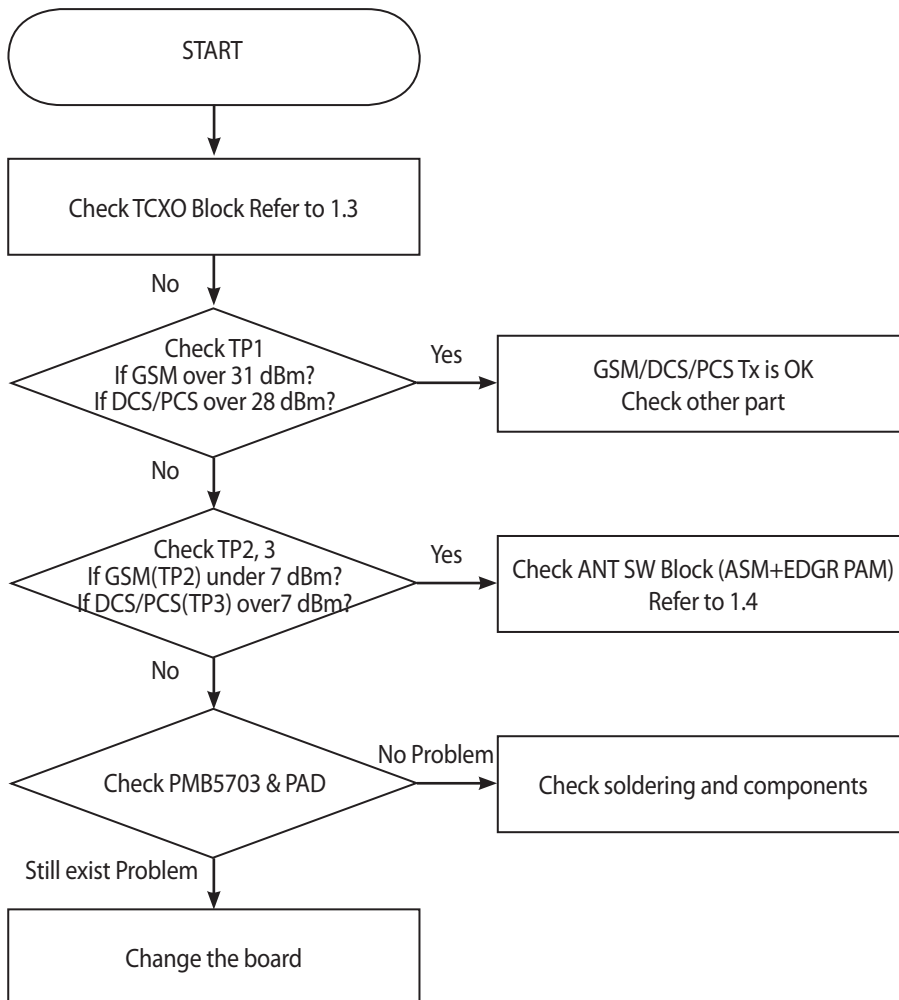 START
Check TCXO Block Refer to 1.3
No
Check TP1
If GSM over 31 dBm?
If DCS/PCS over 28 dBm?
Yes
GSM/DCS/PCS Tx is OK
Check other part
No
Check TP2, 3
If GSM(TP2) under 7 dBm?
If DCS/PCS(TP3) over7 dBm?
Yes
Check ANT SW Block (ASM+EDGR PAM)
Refer to 1.4
No
Check PMB5703 & PAD
No Problem
Check soldering and components
Still exist Problem
Change the board